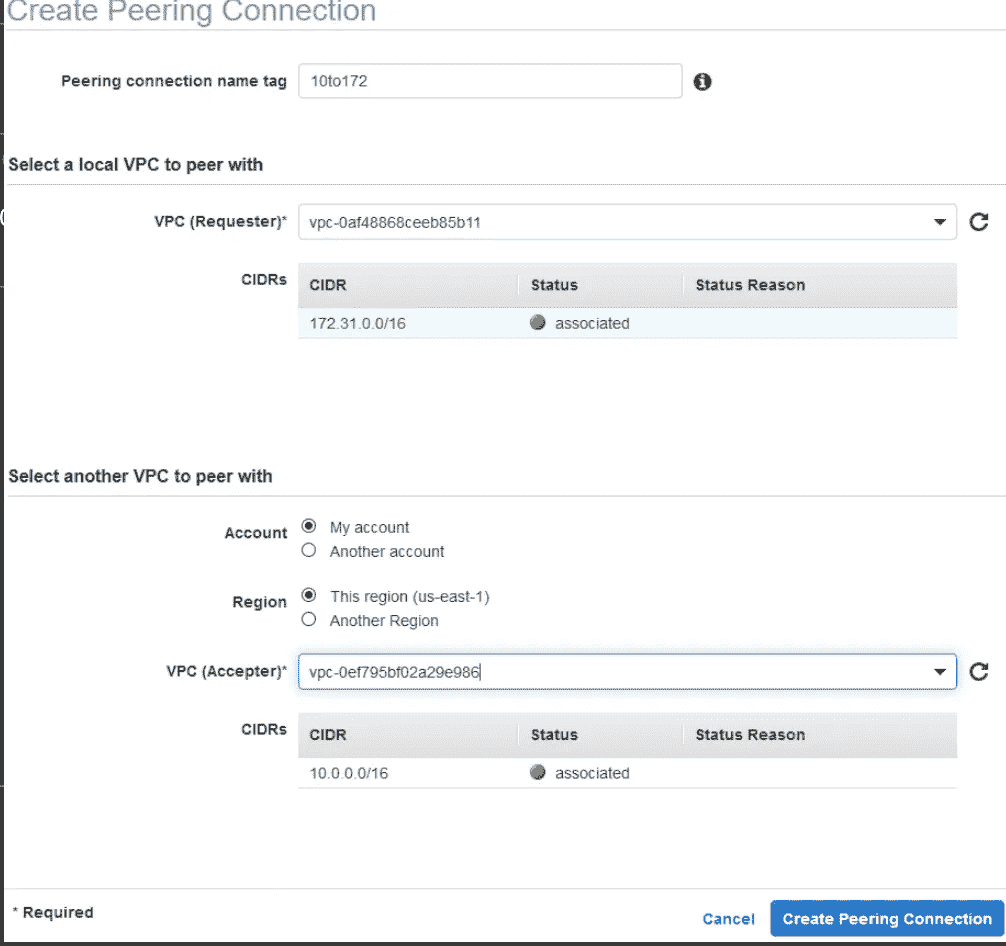 Create Peering Connection
Peering connection name tag 10to172
Select a local VPC to peer with
VPC (Requester)* vpc-0af48868ceeb85b11
CIDRs CIDR Status Status Reason
172.31.0.0/16 associated
Select another VPC to peer with
Account My account
Another account
Region This region (us-east-1)
Another Region
VPC (Accepter)* vpc-0ef795bf02a29e986
CIDRs CIDR Status Status Reason
10.0.0.0/16 associated
* Required Cancel Create Peering Connection